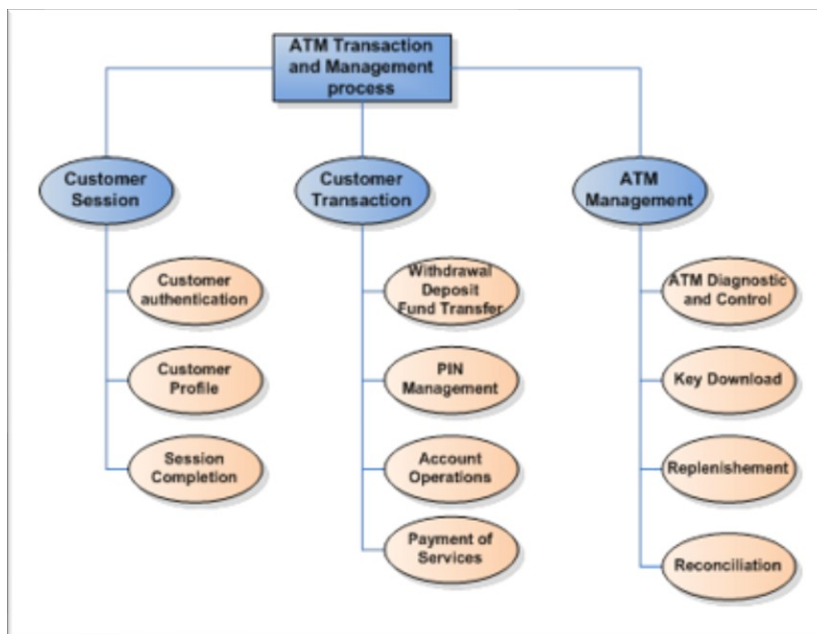 ATM Transaction
and Management
process
Customer
Session
Customer
Transaction
ATM
Management
Customer
authentication
Customer
Profile
Session
Completion
Withdrawal
Deposit
Fund Transfer
PIN
Management
Account
Operations
Payment of
Services
ATM Diagnostic
and Control
Key Download
Replenishement
Reconciliation